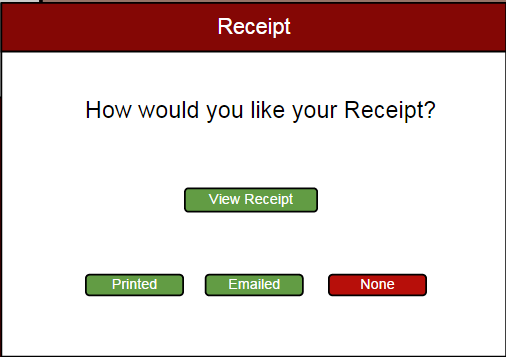 Receipt
How would you like your Receipt?
View Receipt
Printed Emailed None